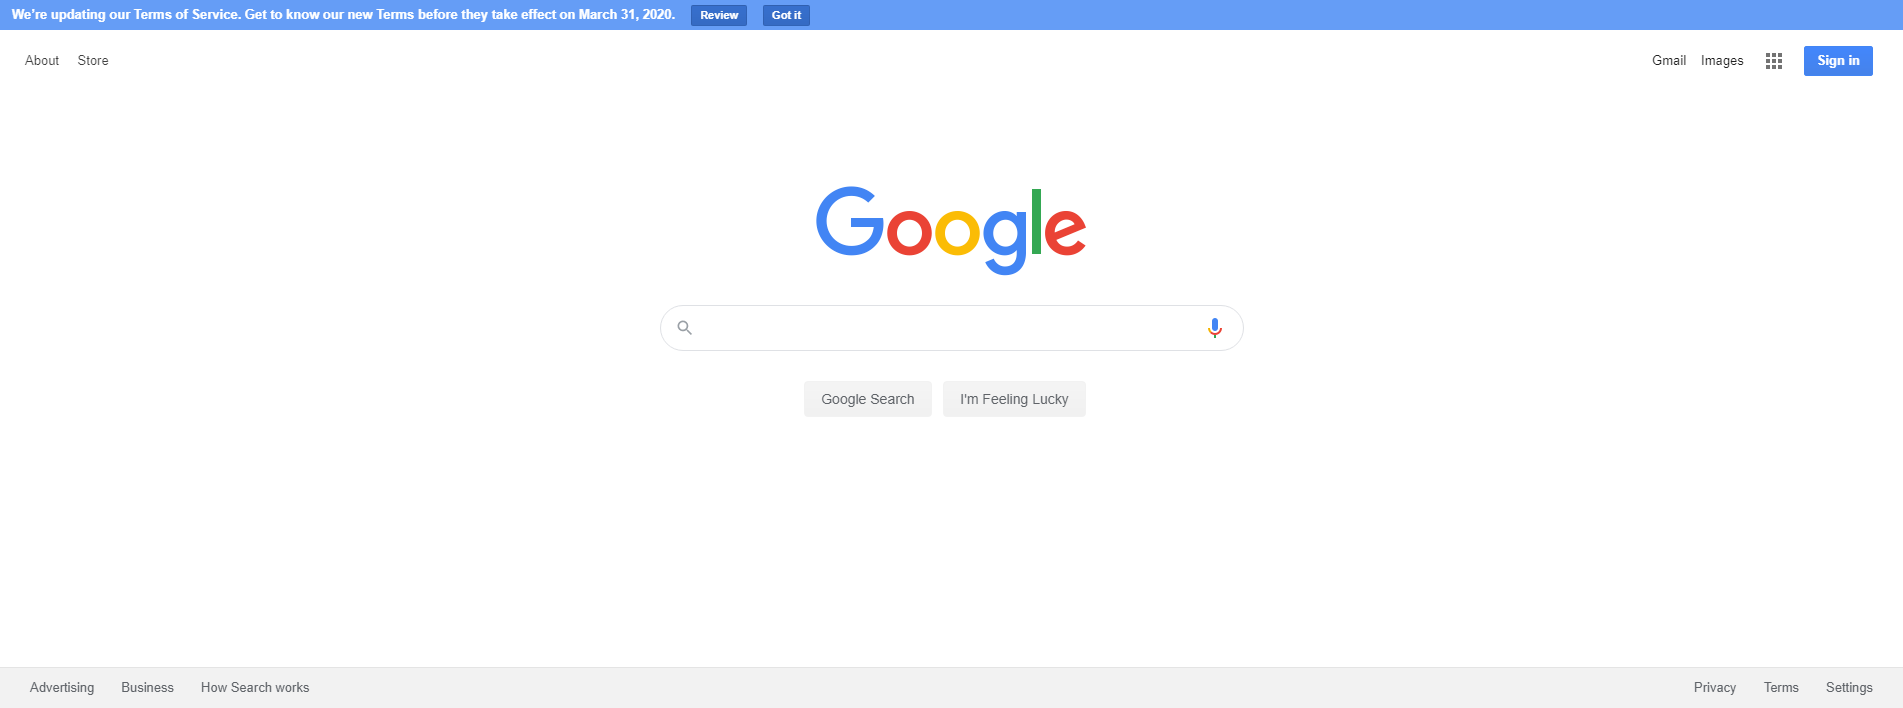 We're updating our Terms of Service. Get to know our new Terms before they take effect on March 31, 2020. Review Got it
About Store Gmail Images Sign in
Google
Google Search I'm Feeling Lucky
Advertising Business How Search works Privacy Terms Settings